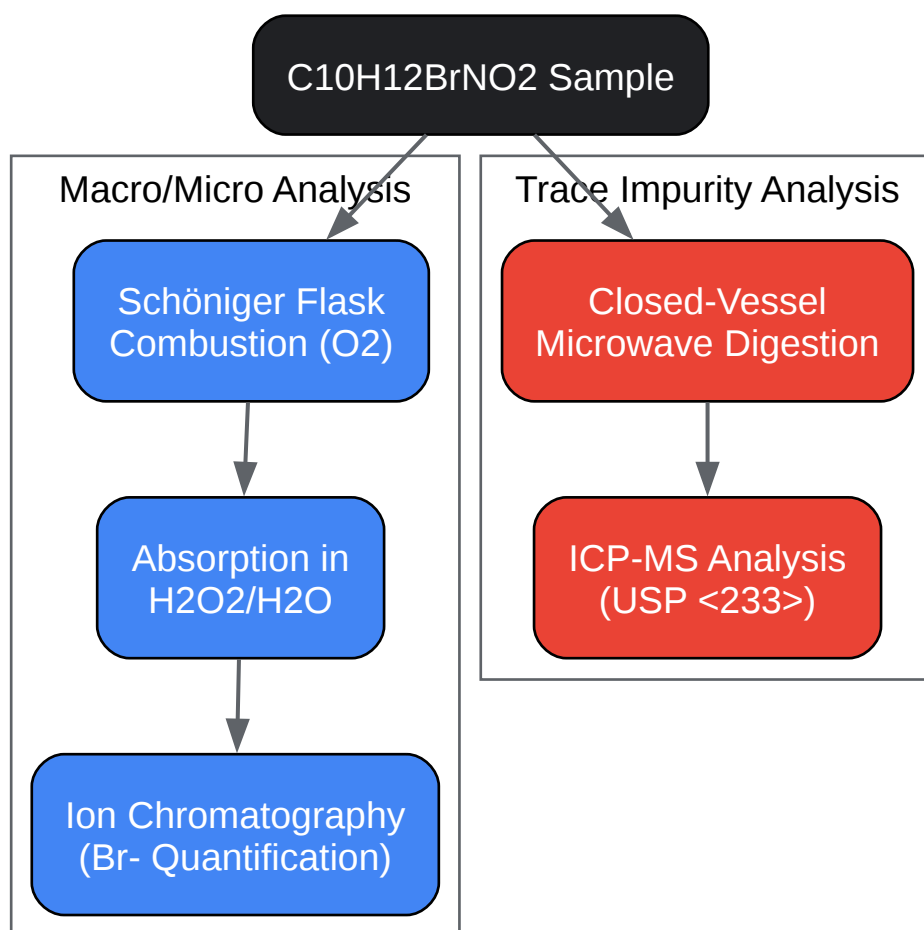 C10H12BrNO2 Sample
Macro/Micro Analysis
Schöniger Flask
Combustion (O2)
Absorption in
H2O2/H2O
Ion Chromatography
(Br- Quantification)
Trace Impurity Analysis
Closed-Vessel
Microwave Digestion
ICP-MS Analysis
(USP <233>)